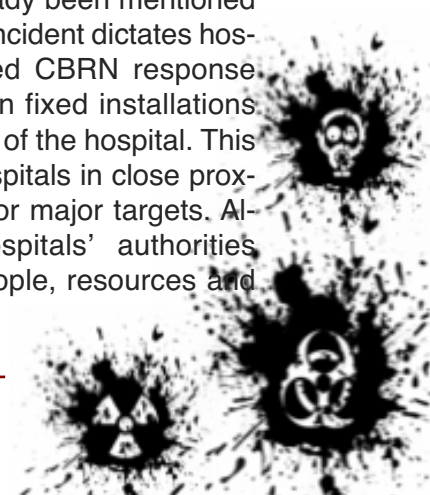 ady been mentioned
ncident dictates hos-
ed CBRN response
n fixed installations
of the hospital. This
spitals in close prox-
or major targets. Al-
ospitals' authorities
ople, resources and